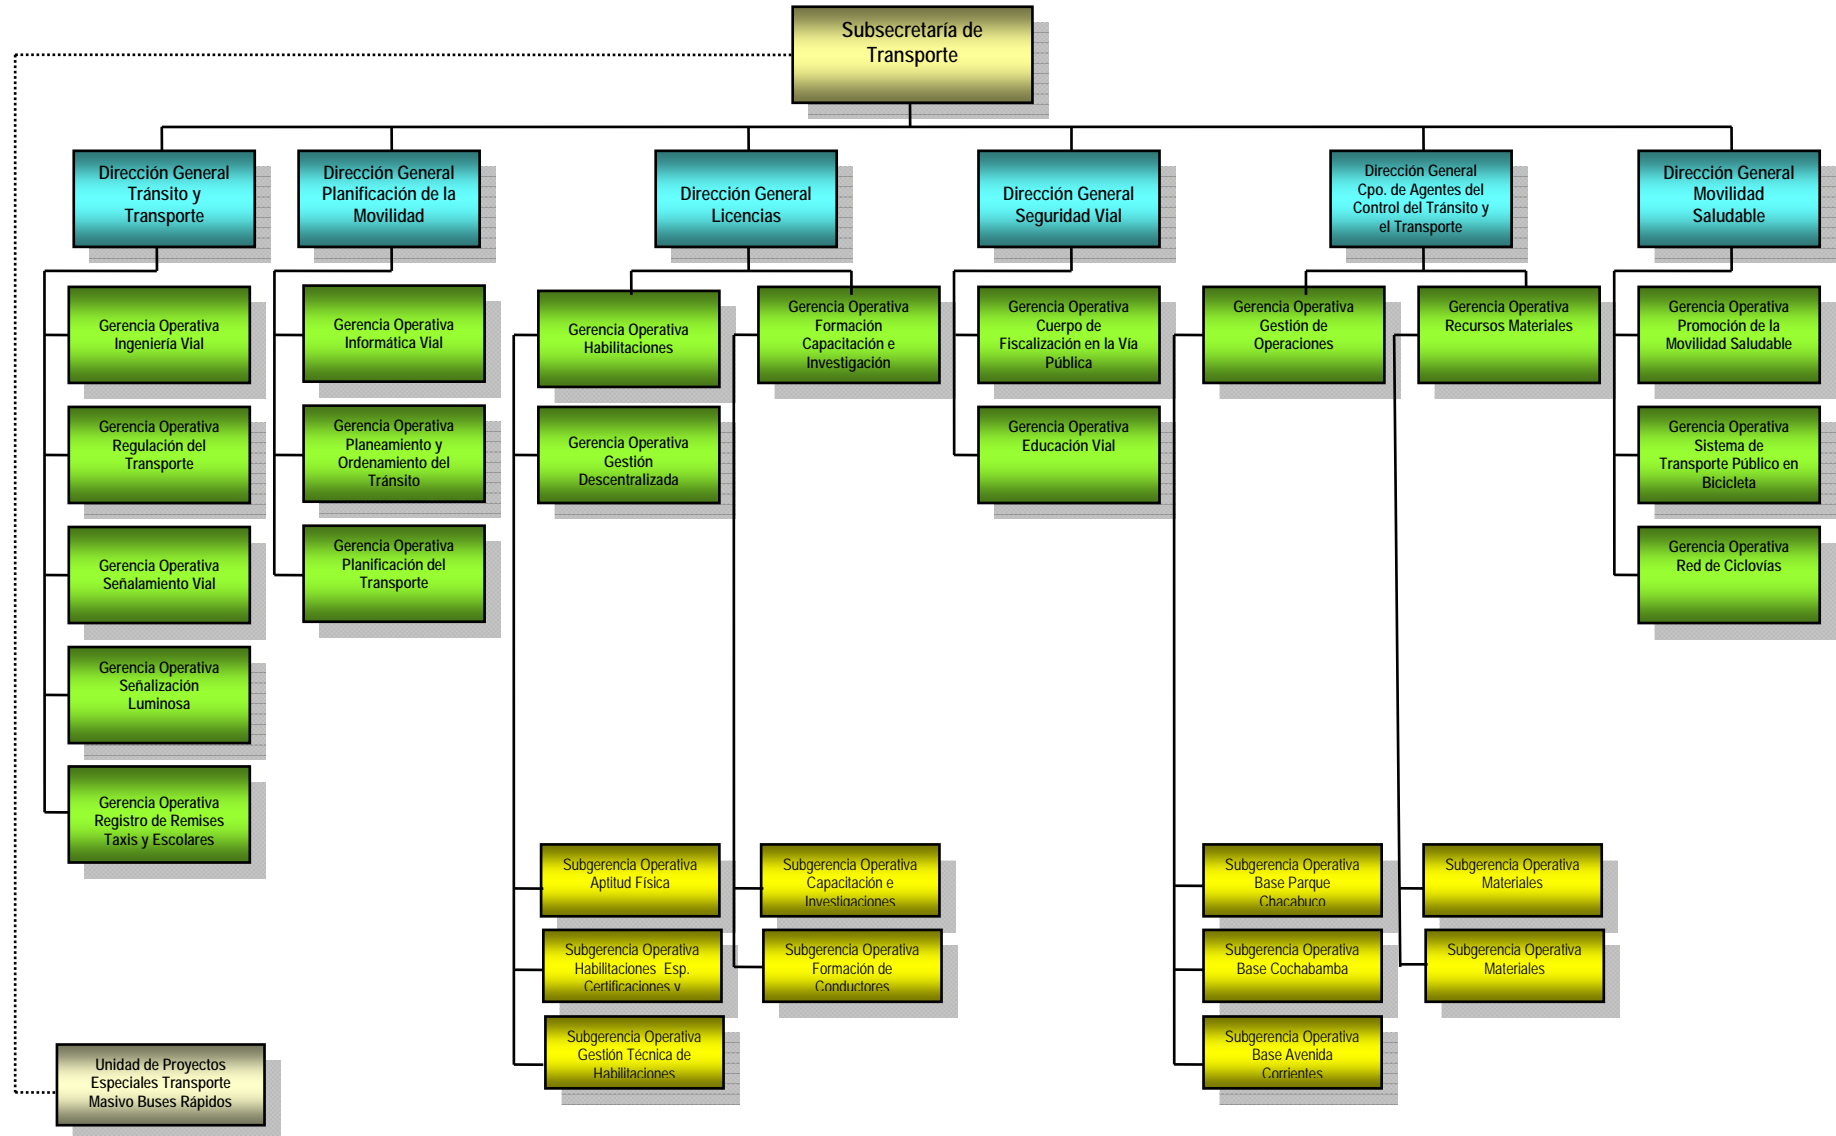 Subsecretaría de
Transporte
Dirección General
Tránsito y
Transporte
Dirección General
Planificación de la
Movilidad
Dirección General
Licencias
Dirección General
Seguridad Vial
Dirección General
Cpo. de Agentes del
Control del Tránsito y
el Transporte
Dirección General
Movilidad
Saludable
Gerencia Operativa
Ingeniería Vial
Gerencia Operativa
Informática Vial
Gerencia Operativa
Habilitaciones
Gerencia Operativa
Formación
Capacitación e
Investigación
Gerencia Operativa
Cuerpo de
Fiscalización en la Vía
Pública
Gerencia Operativa
Gestión de
Operaciones
Gerencia Operativa
Recursos Materiales
Gerencia Operativa
Promoción de la
Movilidad Saludable
Gerencia Operativa
Regulación del
Transporte
Gerencia Operativa
Planeamiento y
Ordenamiento del
Tránsito
Gerencia Operativa
Gestión
Descentralizada
Gerencia Operativa
Educación Vial
Gerencia Operativa
Sistema de
Transporte Público en
Bicicleta
Gerencia Operativa
Señalamiento Vial
Gerencia Operativa
Planificación del
Transporte
Gerencia Operativa
Red de Ciclovías
Gerencia Operativa
Señalización
Luminosa
Gerencia Operativa
Registro de Remises
Taxis y Escolares
Subgerencia Operativa
Aptitud Física
Subgerencia Operativa
Capacitación e
Investigaciones
Subgerencia Operativa
Base Parque
Chacabuco
Subgerencia Operativa
Materiales
Subgerencia Operativa
Habilitaciones Esp.
Certificaciones y
Subgerencia Operativa
Formación de
Conductores
Subgerencia Operativa
Base Cochabamba
Subgerencia Operativa
Materiales
Subgerencia Operativa
Gestión Técnica de
Habilitaciones
Subgerencia Operativa
Base Avenida
Corrientes
Unidad de Proyectos
Especiales Transporte
Masivo Buses Rápidos